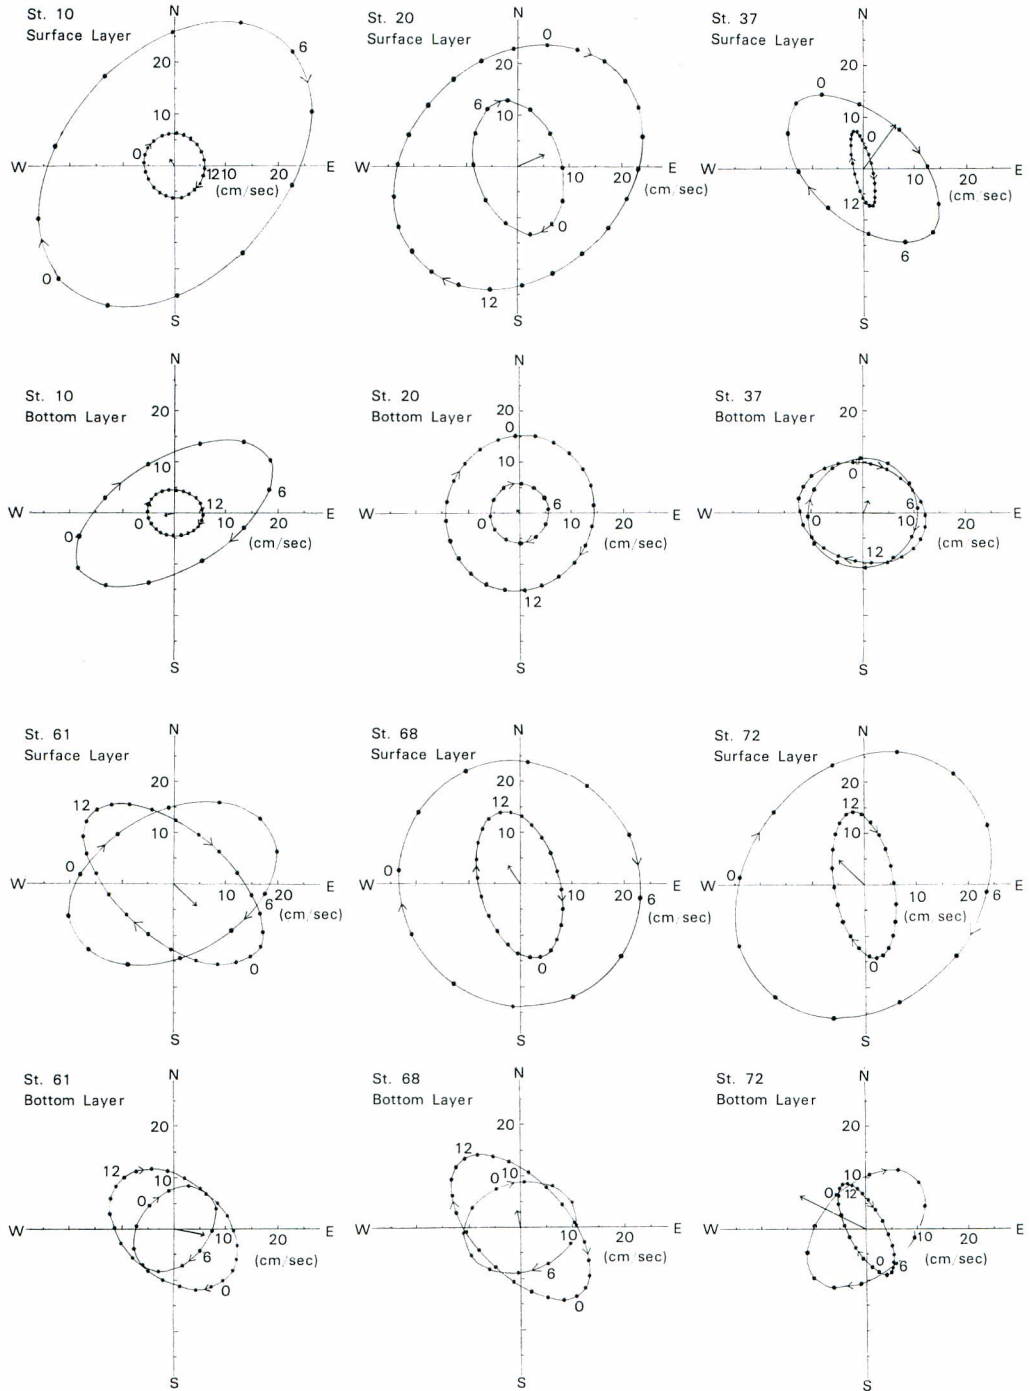 St. 10
Surface Layer
N
6
20
10
0
W
1210
20
E
(cm/sec)
0
S
St. 20
Surface Layer
N
0
20
6
10
W
10
20
E
(cm/sec)
0
12
S
St. 37
Surface Layer
N
20
0
10
0
W
10
20
E
(cm/sec)
12
6
S
St. 10
Bottom Layer
N
20
10
6
12
W
0
10
20
E
0
(cm/sec)
S
St. 20
Bottom Layer
N
20
0
10
6
W
0
10
20
E
(cm/sec)
12
S
St. 37
Bottom Layer
N
20
10
0
6
W
0
10
20
E
(cm sec)
12
S
St. 61
Surface Layer
N
20
12
10
0
W
10
20
E
6
(cm/sec)
0
S
St. 68
Surface Layer
N
20
12
10
0
W
10
20
E
6
(cm/sec)
0
S
St. 72
Surface Layer
N
20
12
10
0
W
10
20
6
E
(cm/sec)
0
S
St. 61
Bottom Layer
N
20
12
10
0
W
10
20
E
(cm/sec)
6
0
S
St. 68
Bottom Layer
N
20
12
0
10
W
10
20
E
(cm/sec)
6
0
S
St. 72
Bottom Layer
N
20
10
0
12
W
10
20
E
(cm/sec)
0
6
S